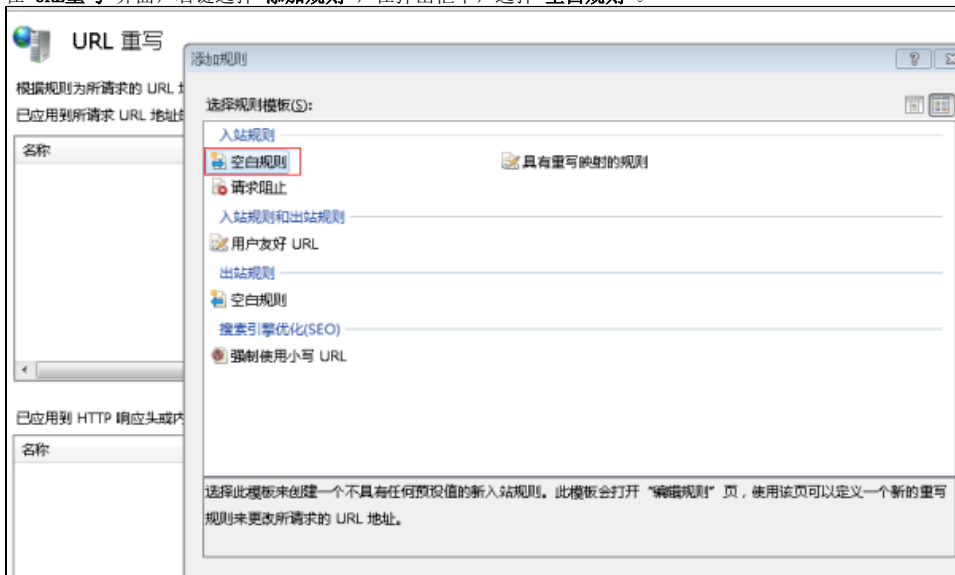 URL 重写
添加规则
根据规则为所请求的 URL
已应用到所请求 URL 地址
选择规则模板(S):
名称
入站规则
空白规则
具有重写映射的规则
请求阻止
入站规则和出站规则
用户友好 URL
出站规则
空白规则
搜索引擎优化(SEO)
强制使用小写 URL
已应用到 HTTP 响应头或内
名称
选择此模板来创建一个不具有任何预设值的新入站规则。此模板会打开“编辑规则”页，使用该页可以定义一个新的重写
规则来更改所请求的 URL 地址。